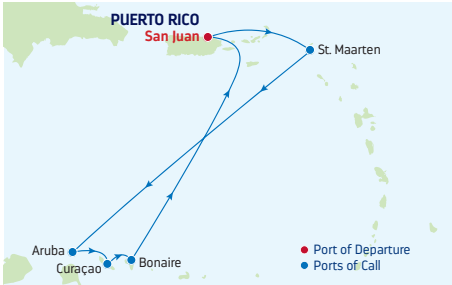 PUERTO RICO
San Juan
St. Maarten
Aruba
Curaçao
Bonaire
Port of Departure
Ports of Call